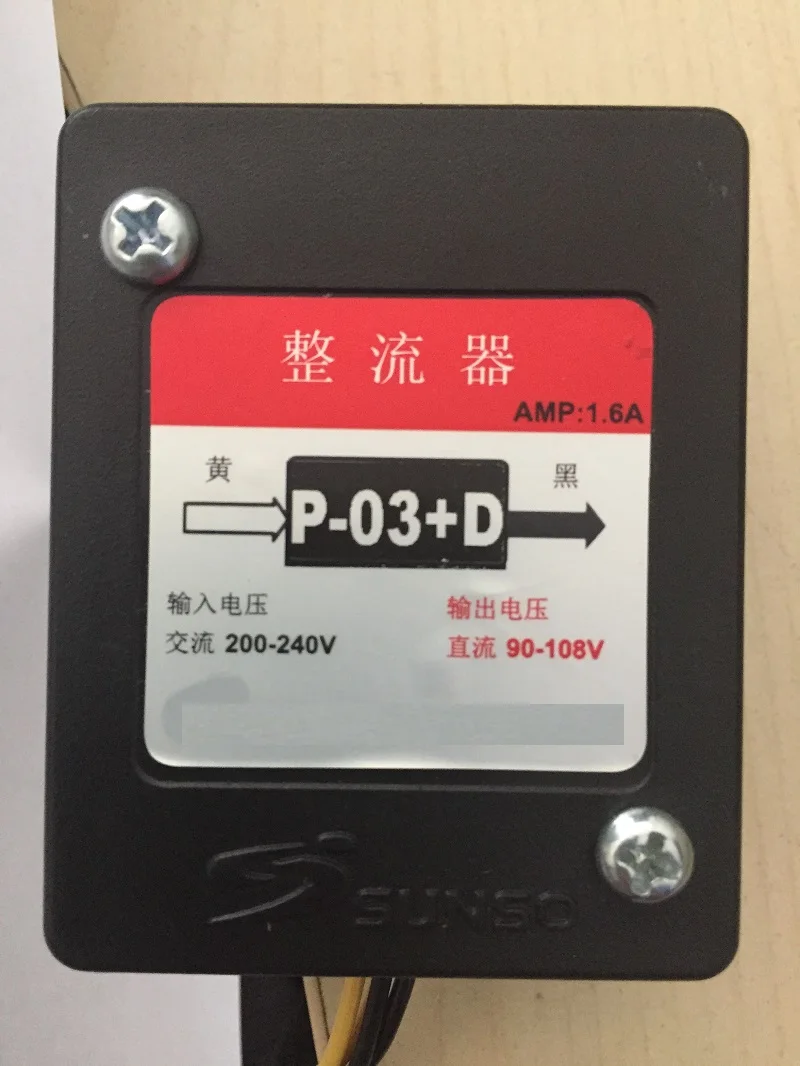 整流器
AMP:1.6A
黄
黑
P-03+D
输入电压
输出电压
交流 200-240V
直流 90-108V
SUNSO